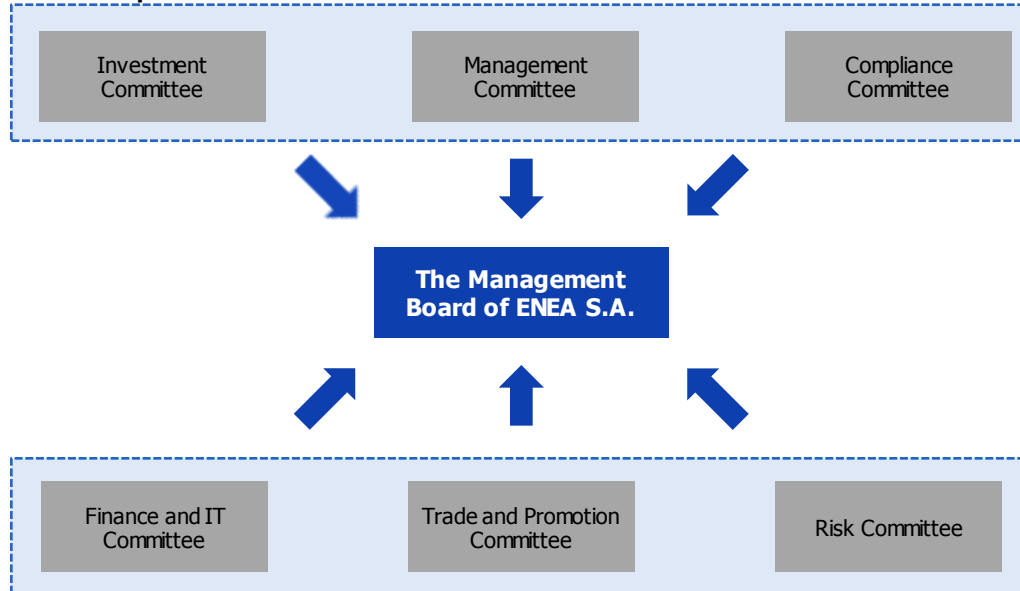 Investment
Committee
Management
Committee
Compliance
Committee
The Management
Board of ENEA S.A.
Finance and IT
Committee
Trade and Promotion
Committee
Risk Committee